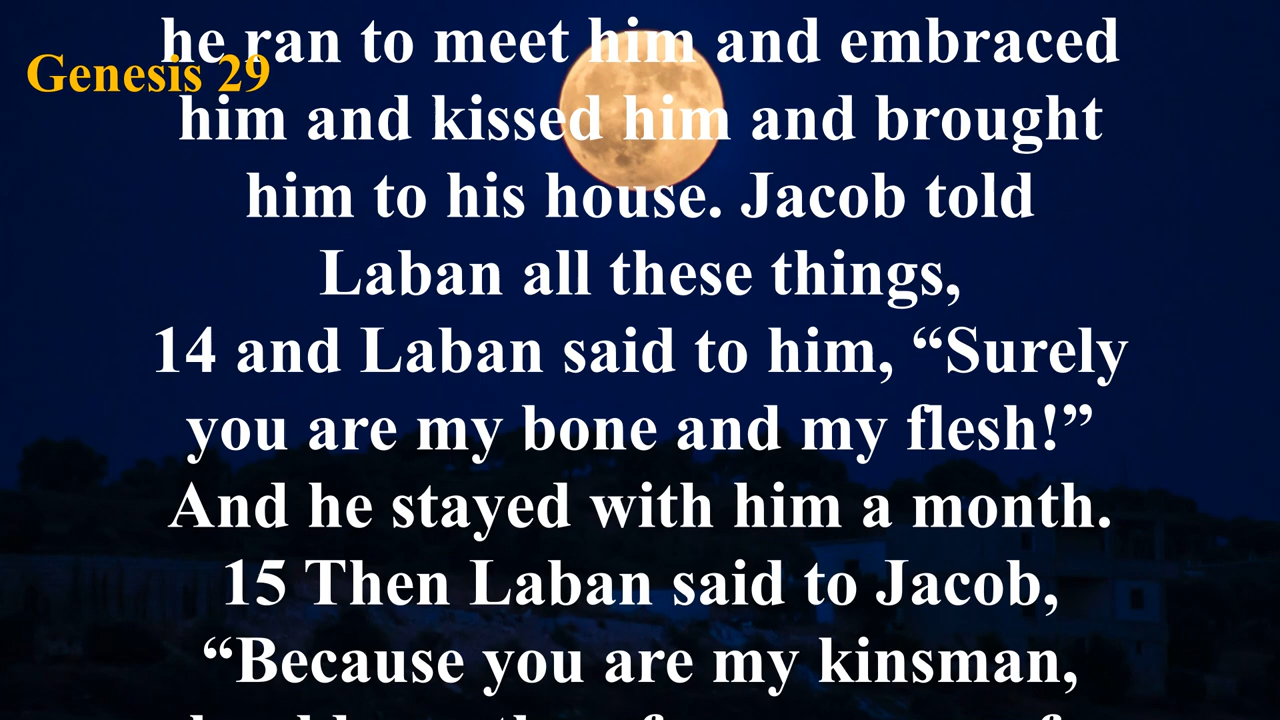 he ran to meet him and embraced
Genesis 29
him and kissed him and brought
him to his house. Jacob told
Laban all these things,
14 and Laban said to him, “Surely
you are my bone and my flesh!”
And he stayed with him a month.
15 Then Laban said to Jacob,
“Because you are my kinsman,